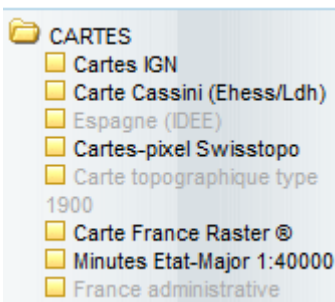 CARTES
Cartes IGN
Carte Cassini (Ehess/Ldh)
Espagne (IDEE)
Cartes-pixel Swisstopo
Carte topographique type
1900
Carte France Raster ®
Minutes Etat-Major 1:40000
France administrative